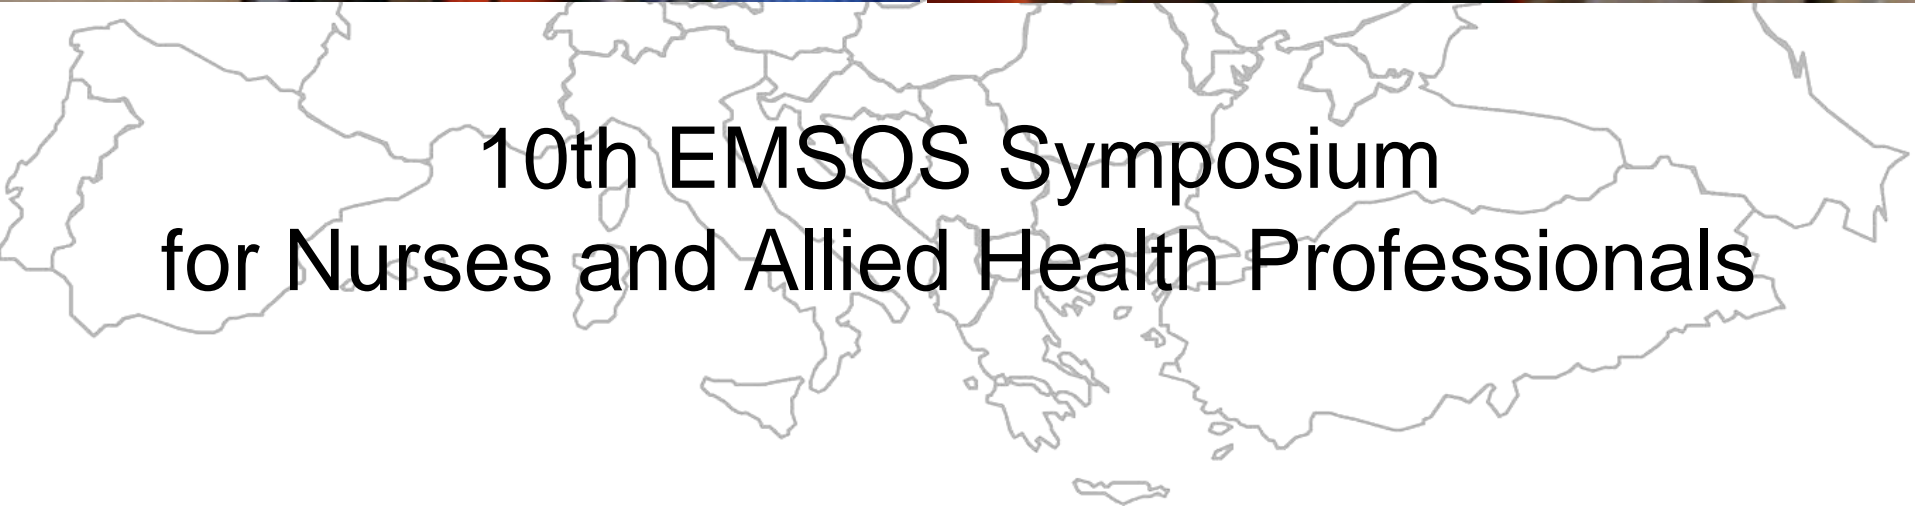 10th EMSOS Symposium
for Nurses and Allied Health Professionals